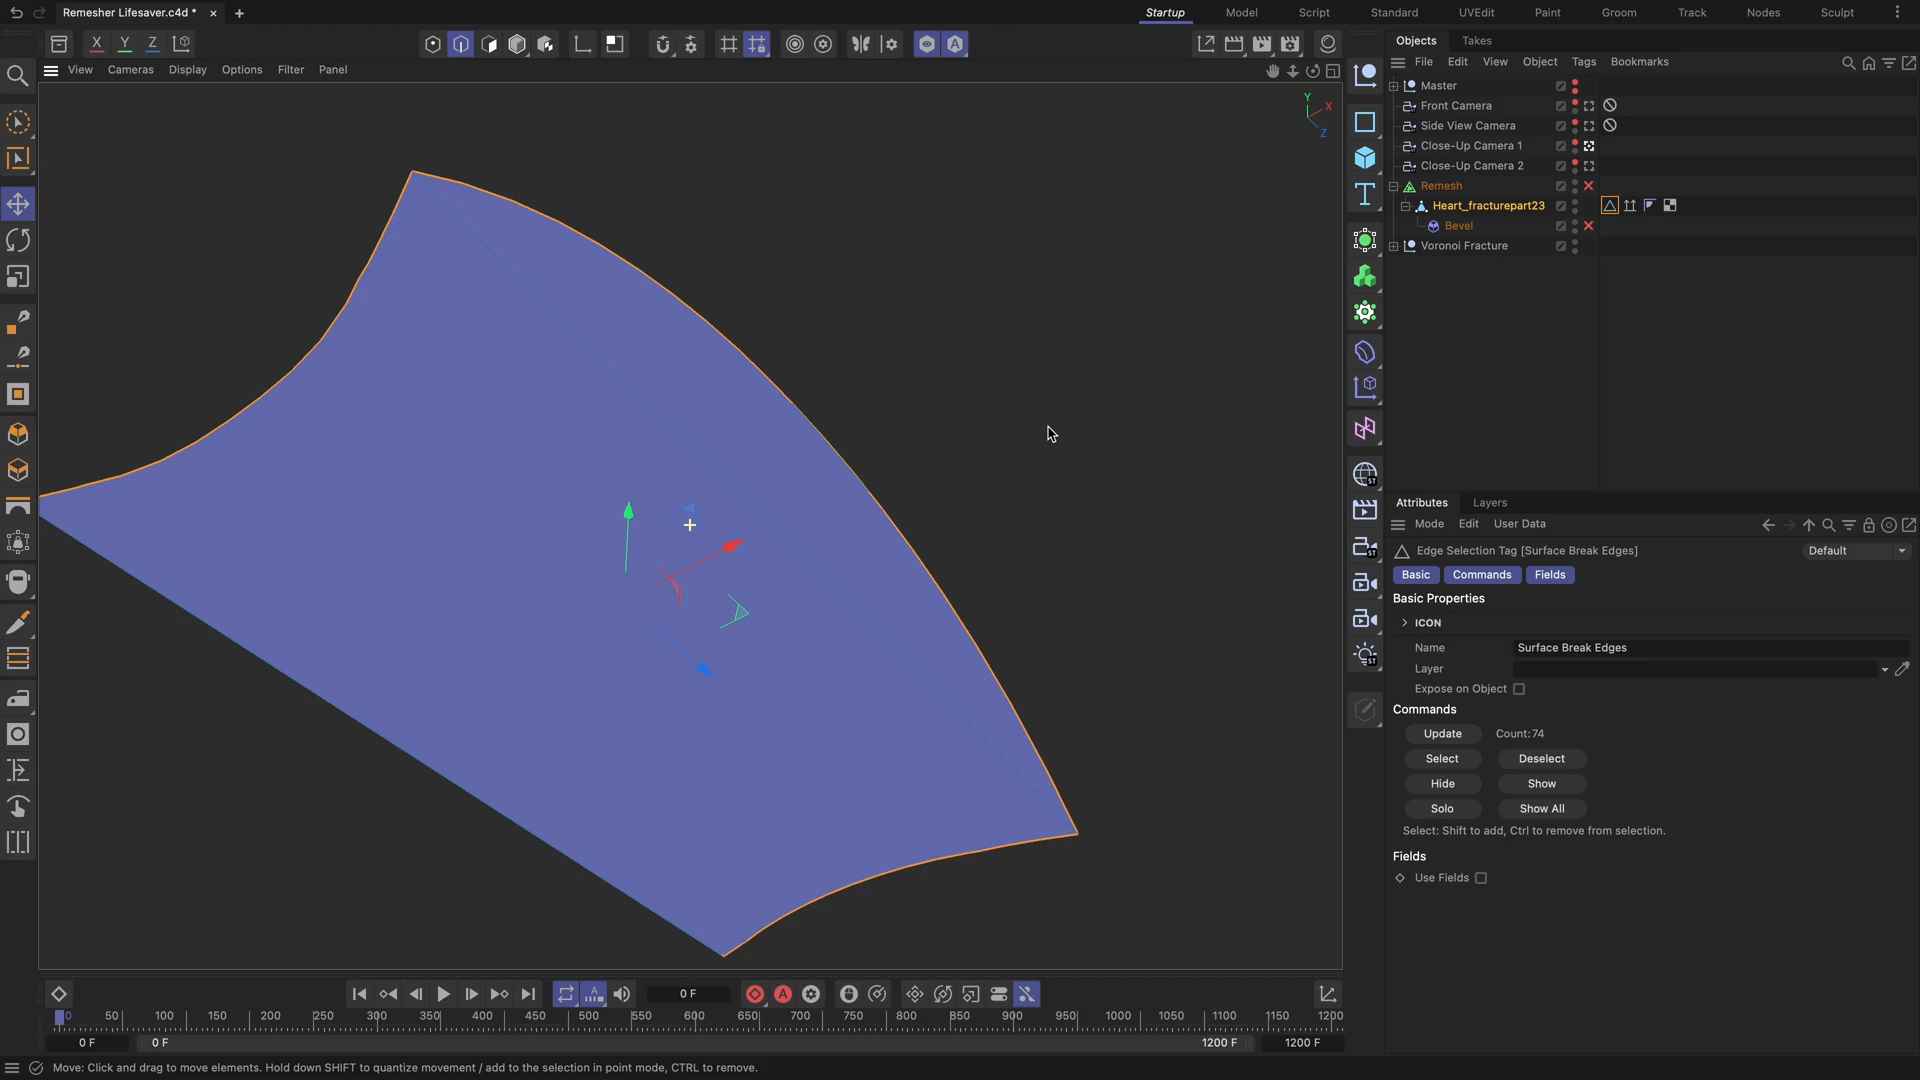 Remesher Lifesaver.c4d *
Startup
Model
Script
Standard
UVEdit
Paint
Groom
Track
Nodes
Sculpt
X
Y
Z
View
Cameras
Display
Options
Filter
Panel
Y
X
Z
Objects
Takes
File
Edit
View
Object
Tags
Bookmarks
Master
Front Camera
Side View Camera
Close-Up Camera 1
Close-Up Camera 2
Remesh
Heart_fracturepart23
Bevel
Voronoi Fracture
Attributes
Layers
Mode
Edit
User Data
Edge Selection Tag [Surface Break Edges]
Default
Basic
Commands
Fields
Basic Properties
ICON
Name
Surface Break Edges
Layer
Expose on Object
Commands
Update
Count:74
Select
Deselect
Hide
Show
Solo
Show All
Select: Shift to add, Ctrl to remove from selection.
Fields
Use Fields
0 F
0 50 100 150 200 250 300 350 400 450 500 550 600 650 700 750 800 850 900 950 1000 1050 1100 1150 1200
0 F
0 F
1200 F
1200 F
Move: Click and drag to move elements. Hold down SHIFT to quantize movement / add to the selection in point mode, CTRL to remove.